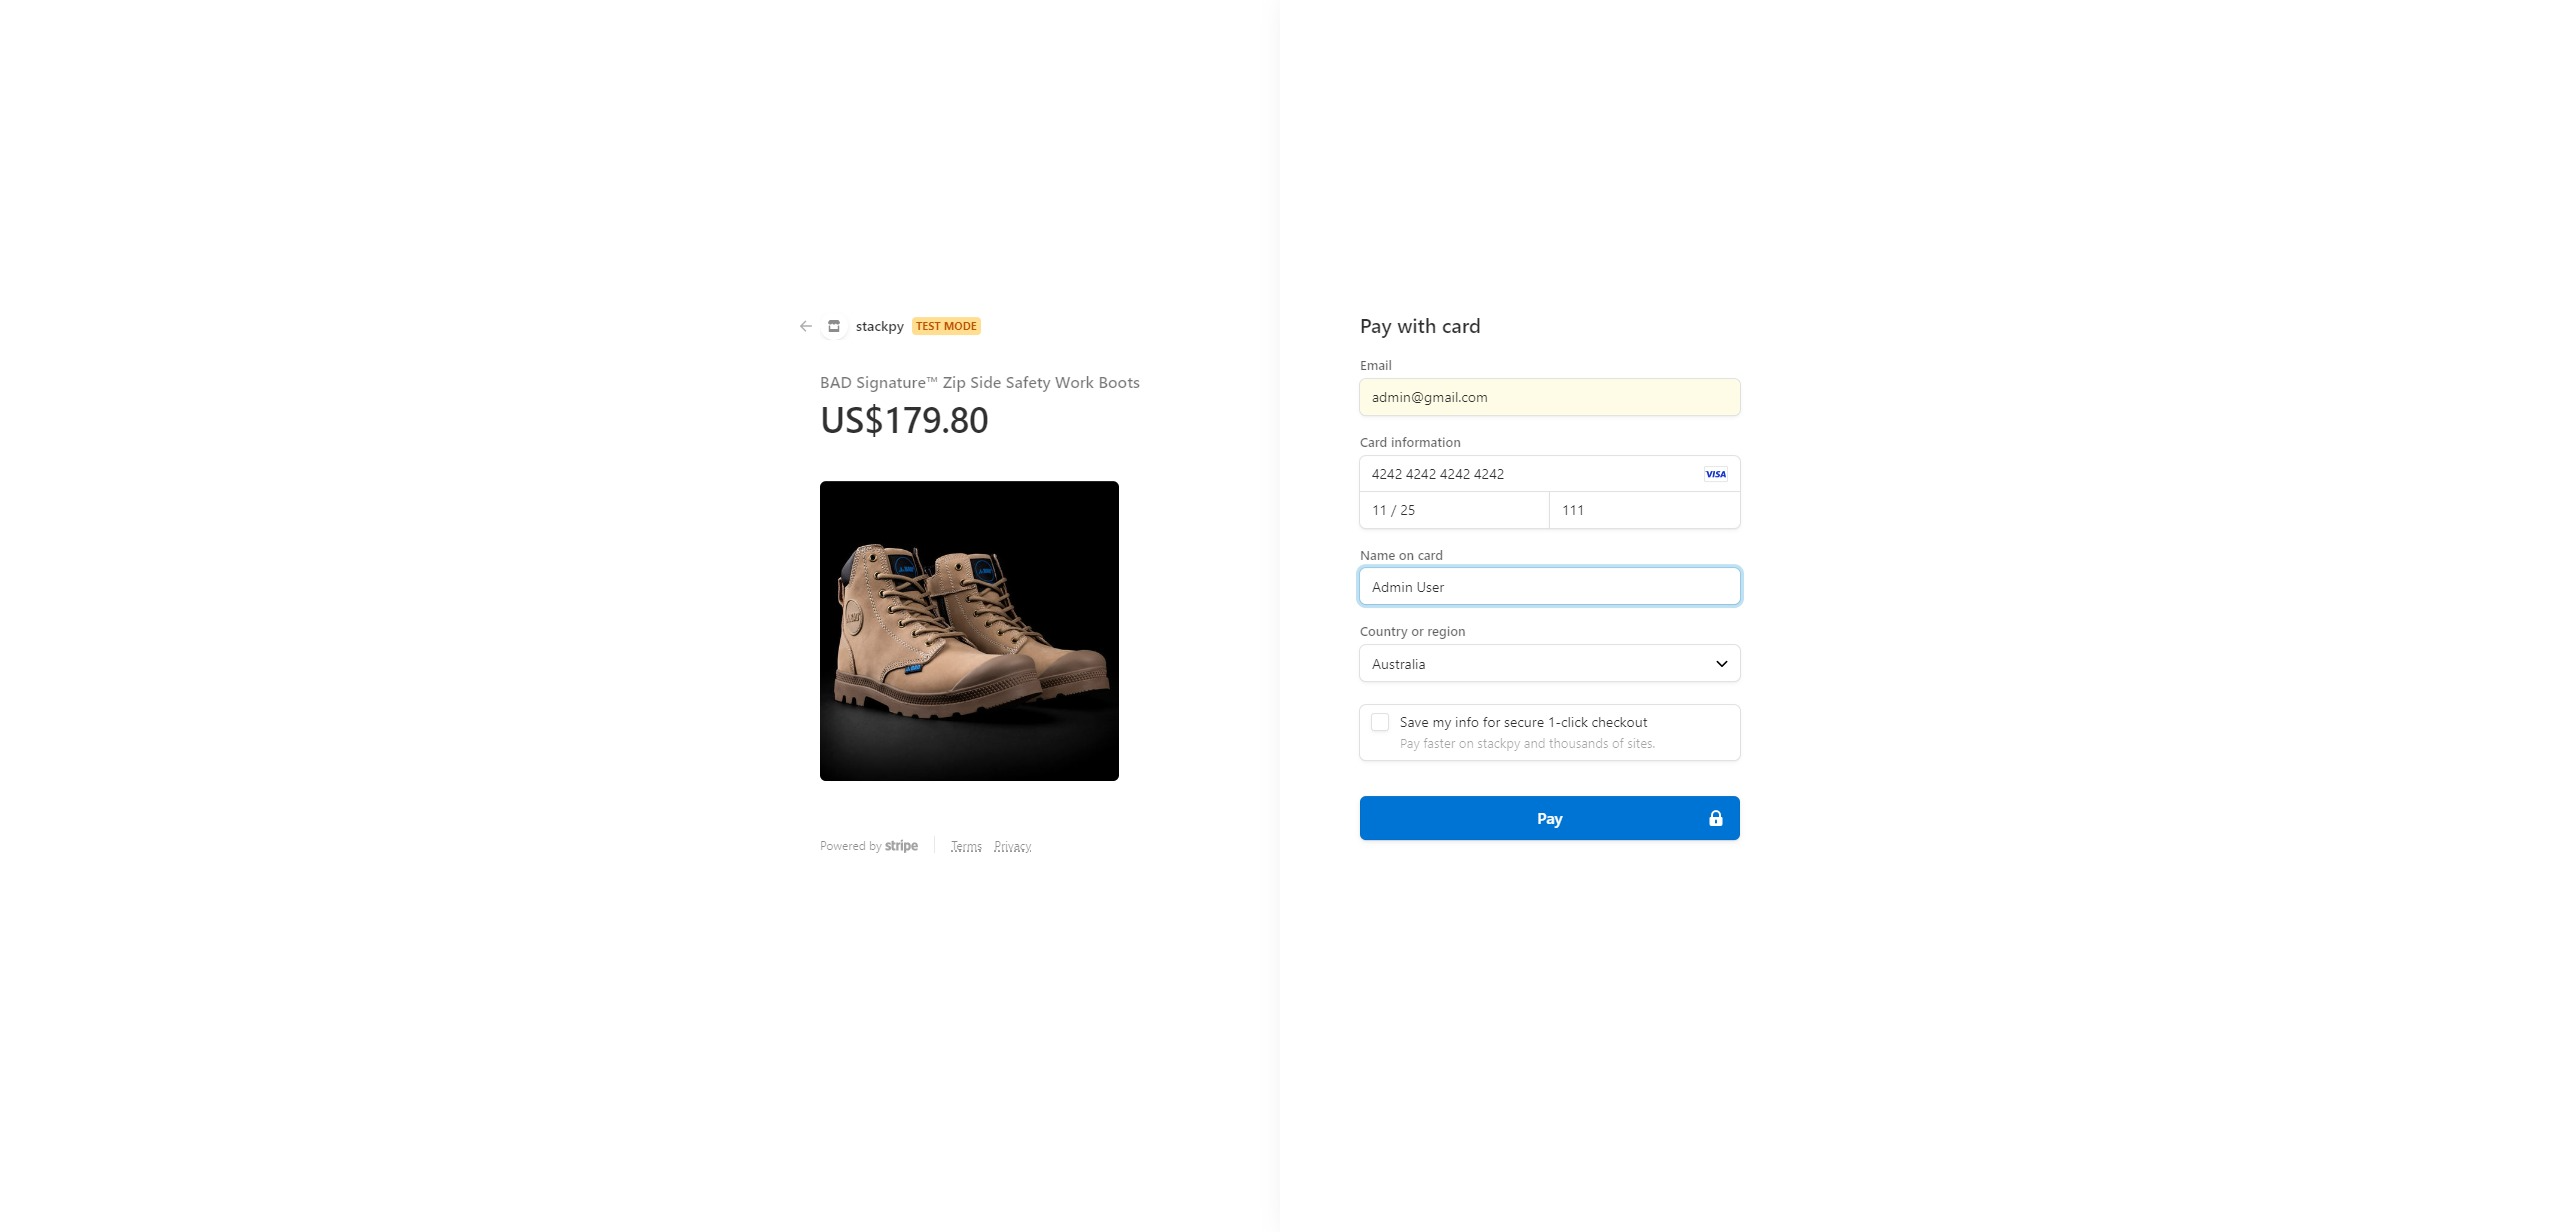 stackpy TEST MODE
BAD Signature™ Zip Side Safety Work Boots
US$179.80
Powered by stripe
Terms Privacy
Pay with card
Email
admin@gmail.com
Card information
4242 4242 4242 4242 VISA
11 / 25 111
Name on card
Admin User
Country or region
Australia
Save my info for secure 1-click checkout
Pay faster on stackpy and thousands of sites.
Pay